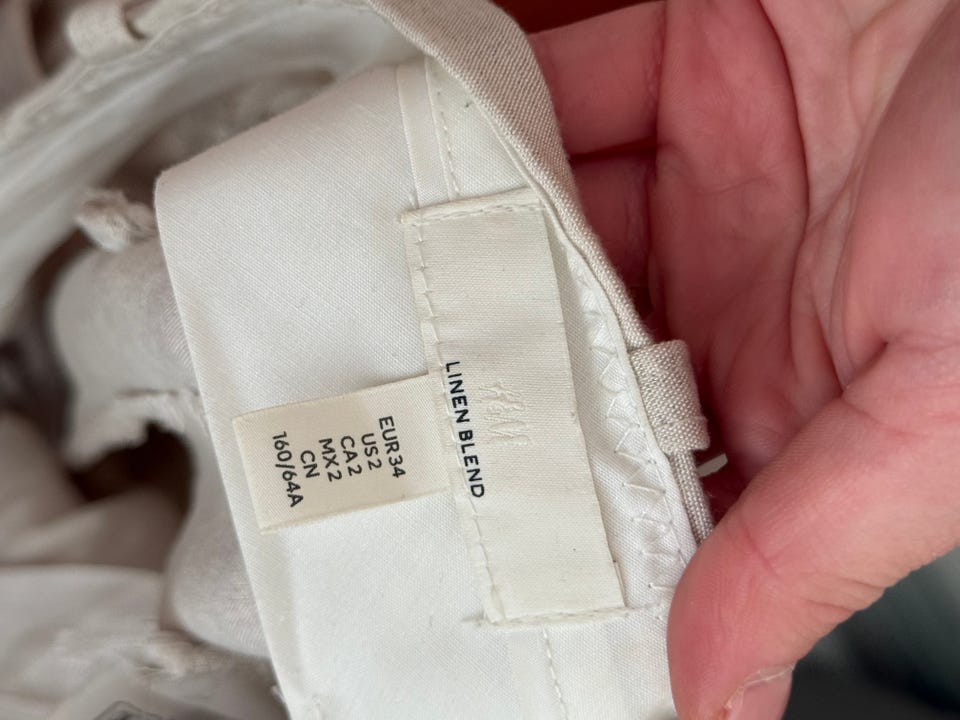 H&M
LINEN BLEND
EUR34
US2
CA2
MX2
CN
160/64A